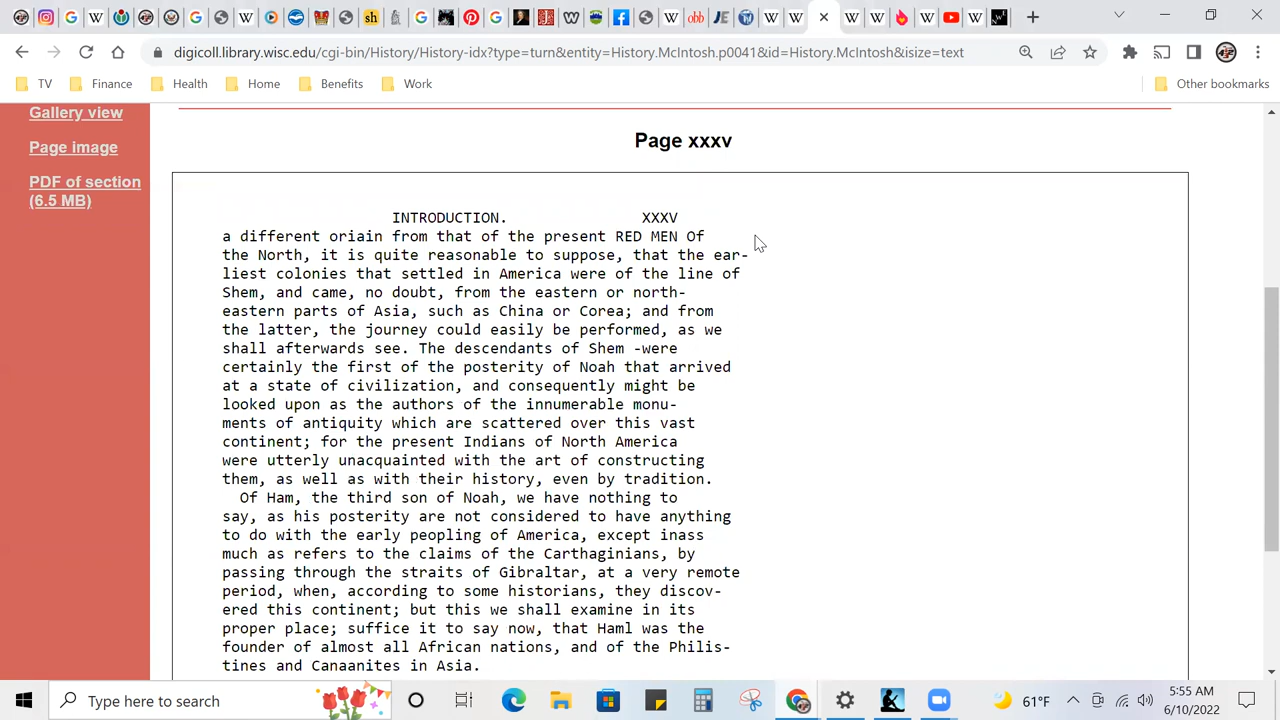 sh
W
obb
JE
digicoll.library.wisc.edu/cgi-bin/History/History-idx?type=turn&entity=History.McIntosh.p0041&id=History.McIntosh&isize=text
TV Finance Health Home Benefits Work Other bookmarks
Gallery view
Page image
PDF of section
(6.5 MB)
Page xxxv
INTRODUCTION. XXXV
a different oriain from that of the present RED MEN Of
the North, it is quite reasonable to suppose, that the ear-
liest colonies that settled in America were of the line of
Shem, and came, no doubt, from the eastern or north-
eastern parts of Asia, such as China or Corea; and from
the latter, the journey could easily be performed, as we
shall afterwards see. The descendants of Shem -were
certainly the first of the posterity of Noah that arrived
at a state of civilization, and consequently might be
looked upon as the authors of the innumerable monu-
ments of antiquity which are scattered over this vast
continent; for the present Indians of North America
were utterly unacquainted with the art of constructing
them, as well as with their history, even by tradition.
Of Ham, the third son of Noah, we have nothing to
say, as his posterity are not considered to have anything
to do with the early peopling of America, except inass
much as refers to the claims of the Carthaginians, by
passing through the straits of Gibraltar, at a very remote
period, when, according to some historians, they discov-
ered this continent; but this we shall examine in its
proper place; suffice it to say now, that Haml was the
founder of almost all African nations, and of the Philis-
tines and Canaanites in Asia.
Type here to search
61°F
5:55 AM
6/10/2022